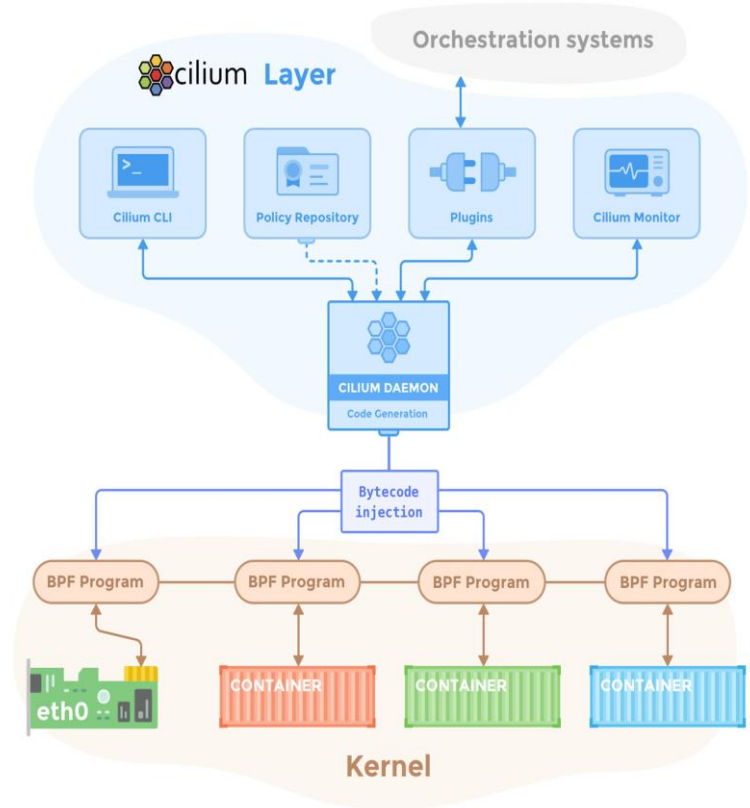 Orchestration systems
cilium Layer
>_
Cilium CLI
Policy Repository
Plugins
Cilium Monitor
CILIUM DAEMON
Code Generation
Bytecode
injection
BPF Program
BPF Program
BPF Program
BPF Program
eth0
CONTAINER
CONTAINER
CONTAINER
Kernel